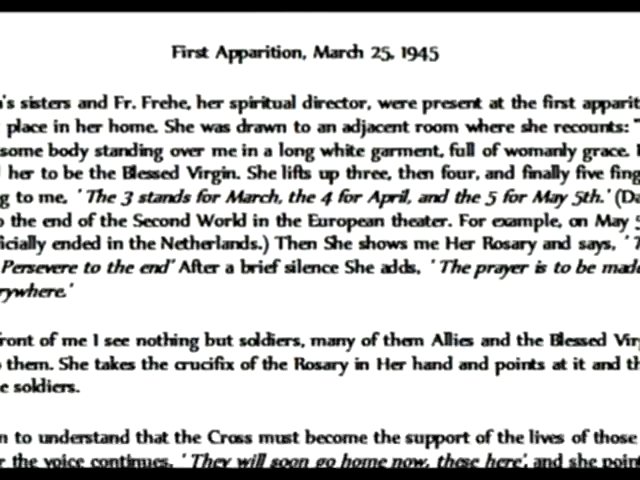 First Apparition, March 25, 1945
's sisters and Fr. Frehe, her spiritual director, were present at the first apparit
place in her home. She was drawn to an adjacent room where she recounts: "
some body standing over me in a long white garment, full of womanly grace.
her to be the Blessed Virgin. She lifts up three, then four, and finally five fing
g to me, 'The 3 stands for March, the 4 for April, and the 5 for May 5th.' (Da
o the end of the Second World in the European theater. For example, on May 5
ficially ended in the Netherlands.) Then She shows me Her Rosary and says, 'T
Persevere to the end' After a brief silence She adds, 'The prayer is to be made
rywhere.'
front of me I see nothing but soldiers, many of them Allies and the Blessed Vir
o them. She takes the crucifix of the Rosary in Her hand and points at it and th
e soldiers.
n to understand that the Cross must become the support of the lives of those
r the voice continues, 'They will soon go home now, these here', and she poin